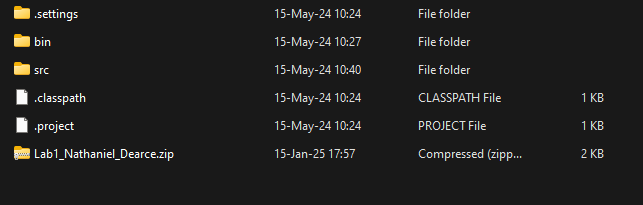 .settings 15-May-24 10:24 File folder
bin 15-May-24 10:27 File folder
src 15-May-24 10:40 File folder
.classpath 15-May-24 10:24 CLASSPATH File 1 KB
.project 15-May-24 10:24 PROJECT File 1 KB
Lab1_Nathaniel_Dearce.zip 15-Jan-25 17:57 Compressed (zipp... 2 KB